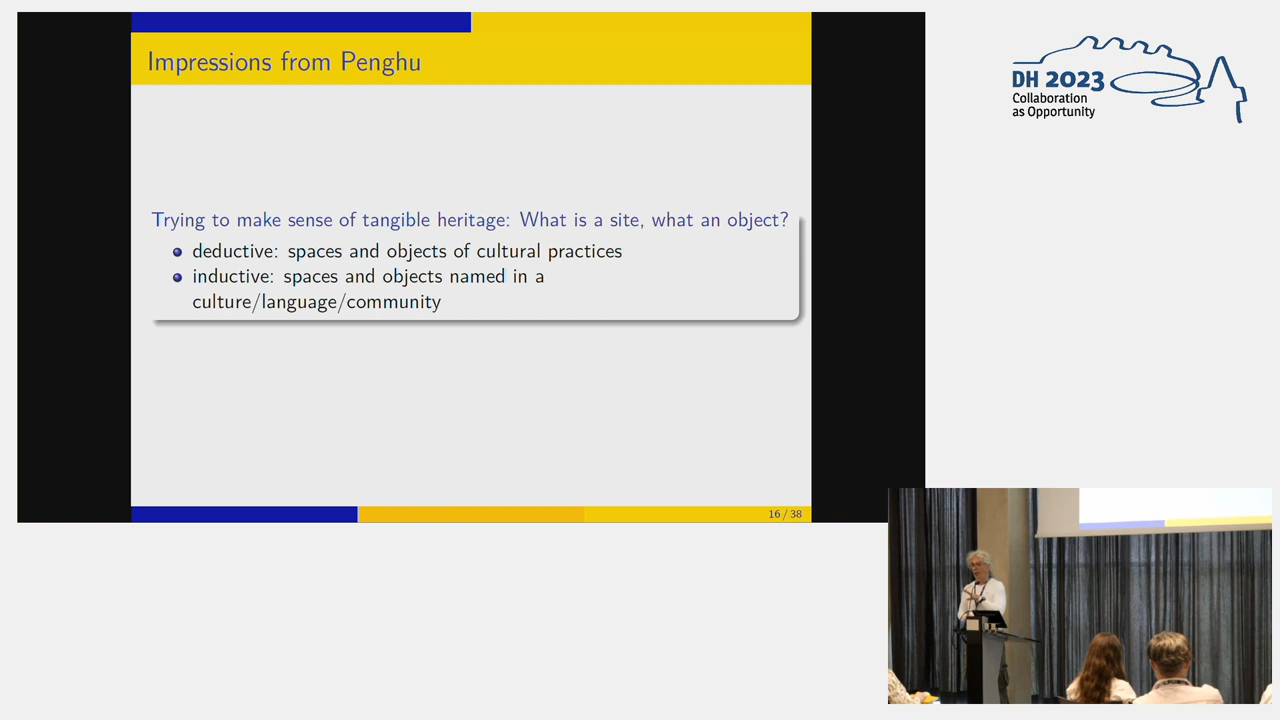 Impressions from Penghu
Trying to make sense of tangible heritage: What is a site, what an object?
deductive: spaces and objects of cultural practices
inductive: spaces and objects named in a
culture/language/community
16 / 38
DH 2023
Collaboration
as Opportunity